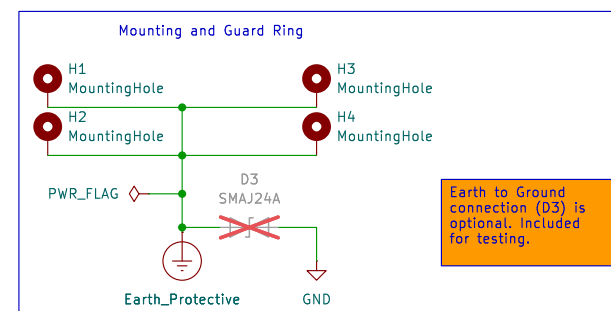 Mounting and Guard Ring
H1
MountingHole
H3
MountingHole
H2
MountingHole
H4
MountingHole
D3
SMAJ24A
PWR_FLAG
Earth to Ground
connection (D3) is
optional. Included
for testing.
Earth_Protective
GND